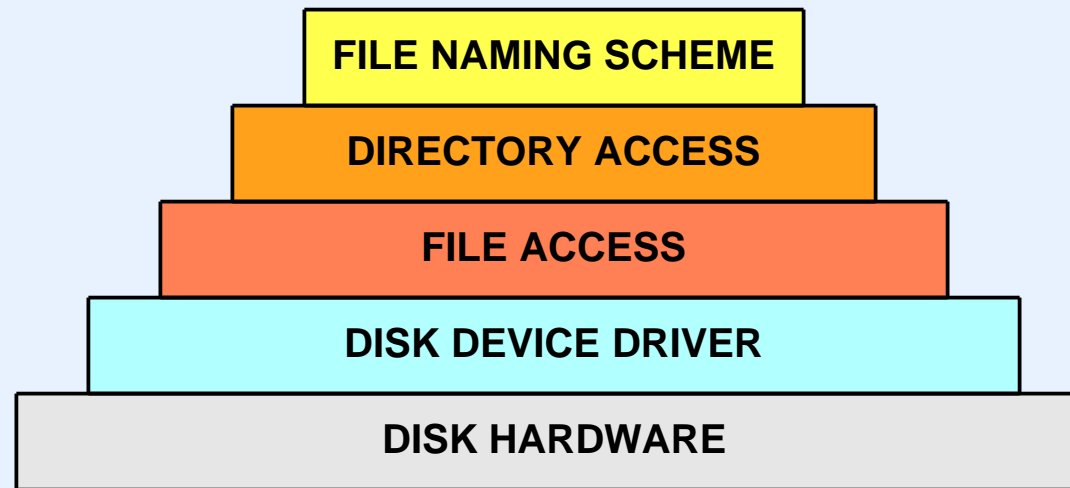 FILE NAMING SCHEME
DIRECTORY ACCESS
FILE ACCESS
DISK DEVICE DRIVER
DISK HARDWARE